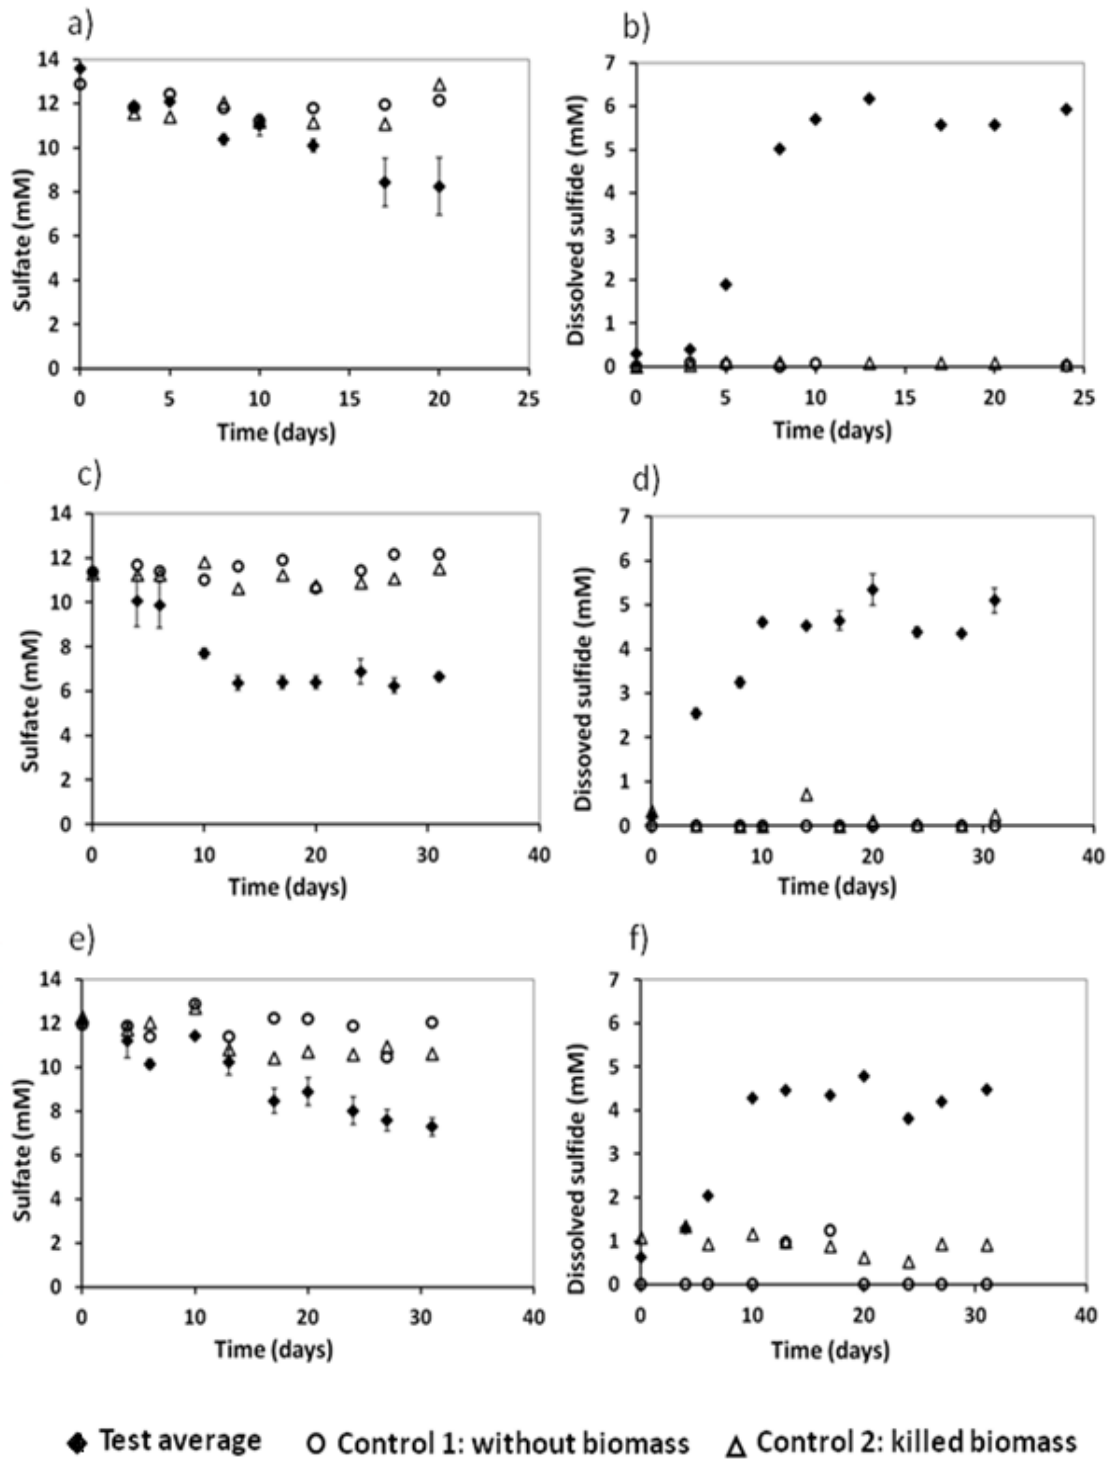 a)
b)
14
12
10
8
6
4
2
0
Sulfate (mM)
0 5 10 15 20 25
Time (days)
7
6
5
4
3
2
1
0
Dissolved sulfide (mM)
0 5 10 15 20 25
Time (days)
c)
d)
14
12
10
8
6
4
2
0
Sulfate (mM)
0 10 20 30 40
Time (days)
7
6
5
4
3
2
1
0
Dissoved sulfide (mM)
0 10 20 30 40
Time (days)
e)
f)
14
12
10
8
6
4
2
0
Sulfate (mM)
0 10 20 30 40
Time (days)
7
6
5
4
3
2
1
0
Dissolved sulfide (mM)
0 10 20 30 40
Time (days)
Test average Control 1: without biomass Control 2: killed biomass